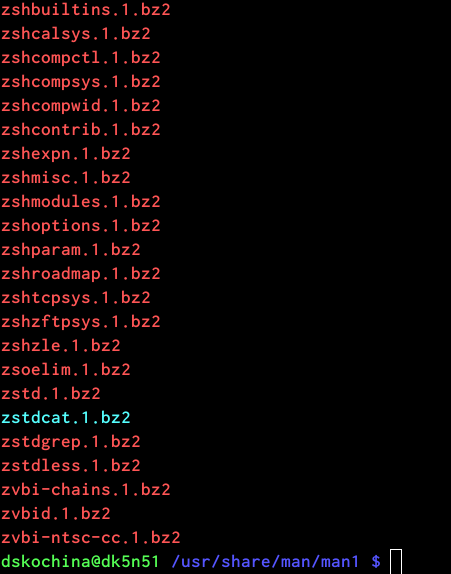 zshbuiltins.1.bz2
zshcalsys.1.bz2
zshcompctl.1.bz2
zshcompsys.1.bz2
zshcompwid.1.bz2
zshcontrib.1.bz2
zshexpn.1.bz2
zshmisc.1.bz2
zshmodules.1.bz2
zshoptions.1.bz2
zshparam.1.bz2
zshroadmap.1.bz2
zshtcpsys.1.bz2
zshzftpsys.1.bz2
zshzle.1.bz2
zsoelim.1.bz2
zstd.1.bz2
zstdcat.1.bz2
zstdgrep.1.bz2
zstdless.1.bz2
zvbi-chains.1.bz2
zvbid.1.bz2
zvbi-ntsc-cc.1.bz2
dskochina@dk5n51 /usr/share/man/man1 $